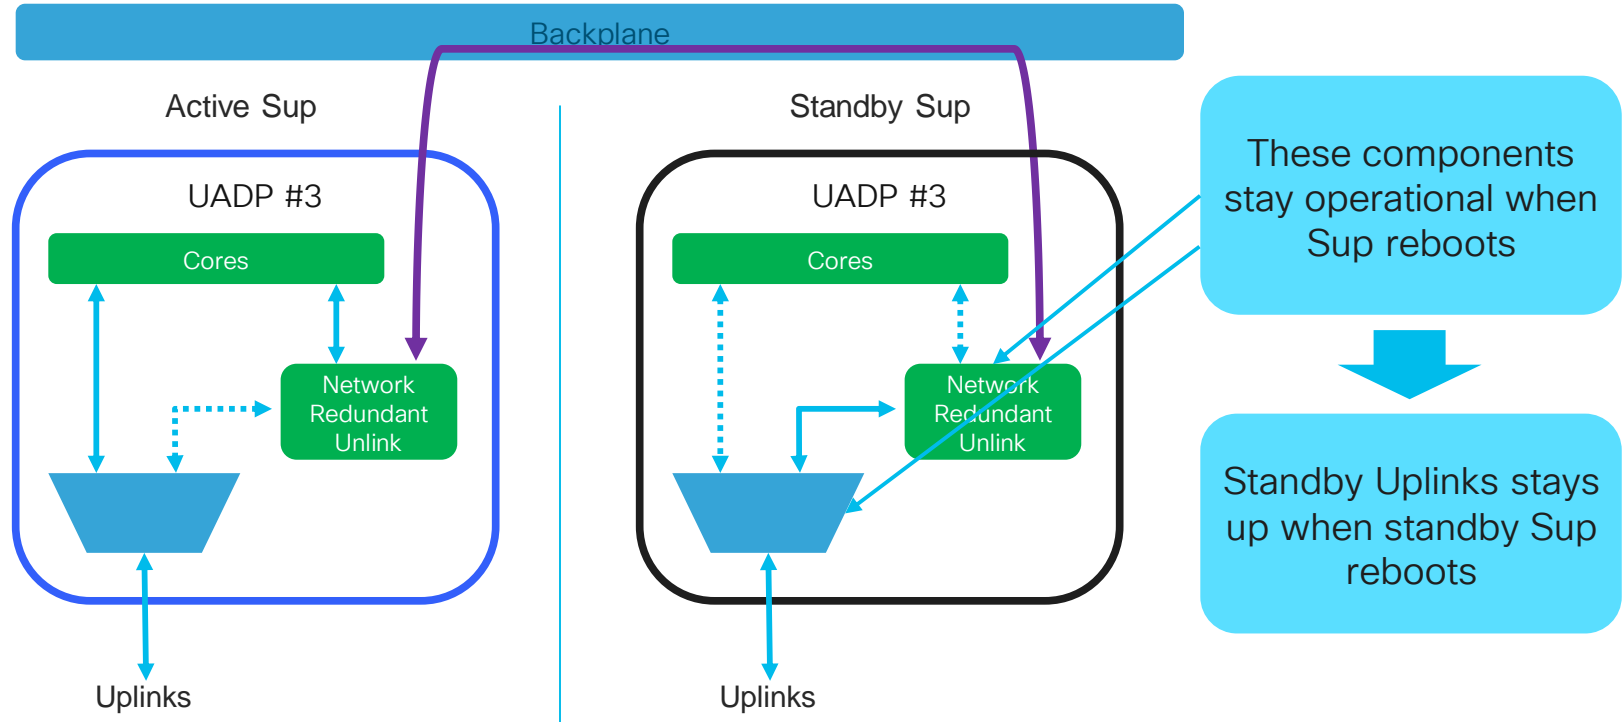 Backplane
Active Sup
UADP #3
Cores
Network
Redundant
Unlink
Uplinks
Standby Sup
UADP #3
Cores
Network
Redundant
Unlink
Uplinks
These components
stay operational when
Sup reboots
Standby Uplinks stays
up when standby Sup
reboots